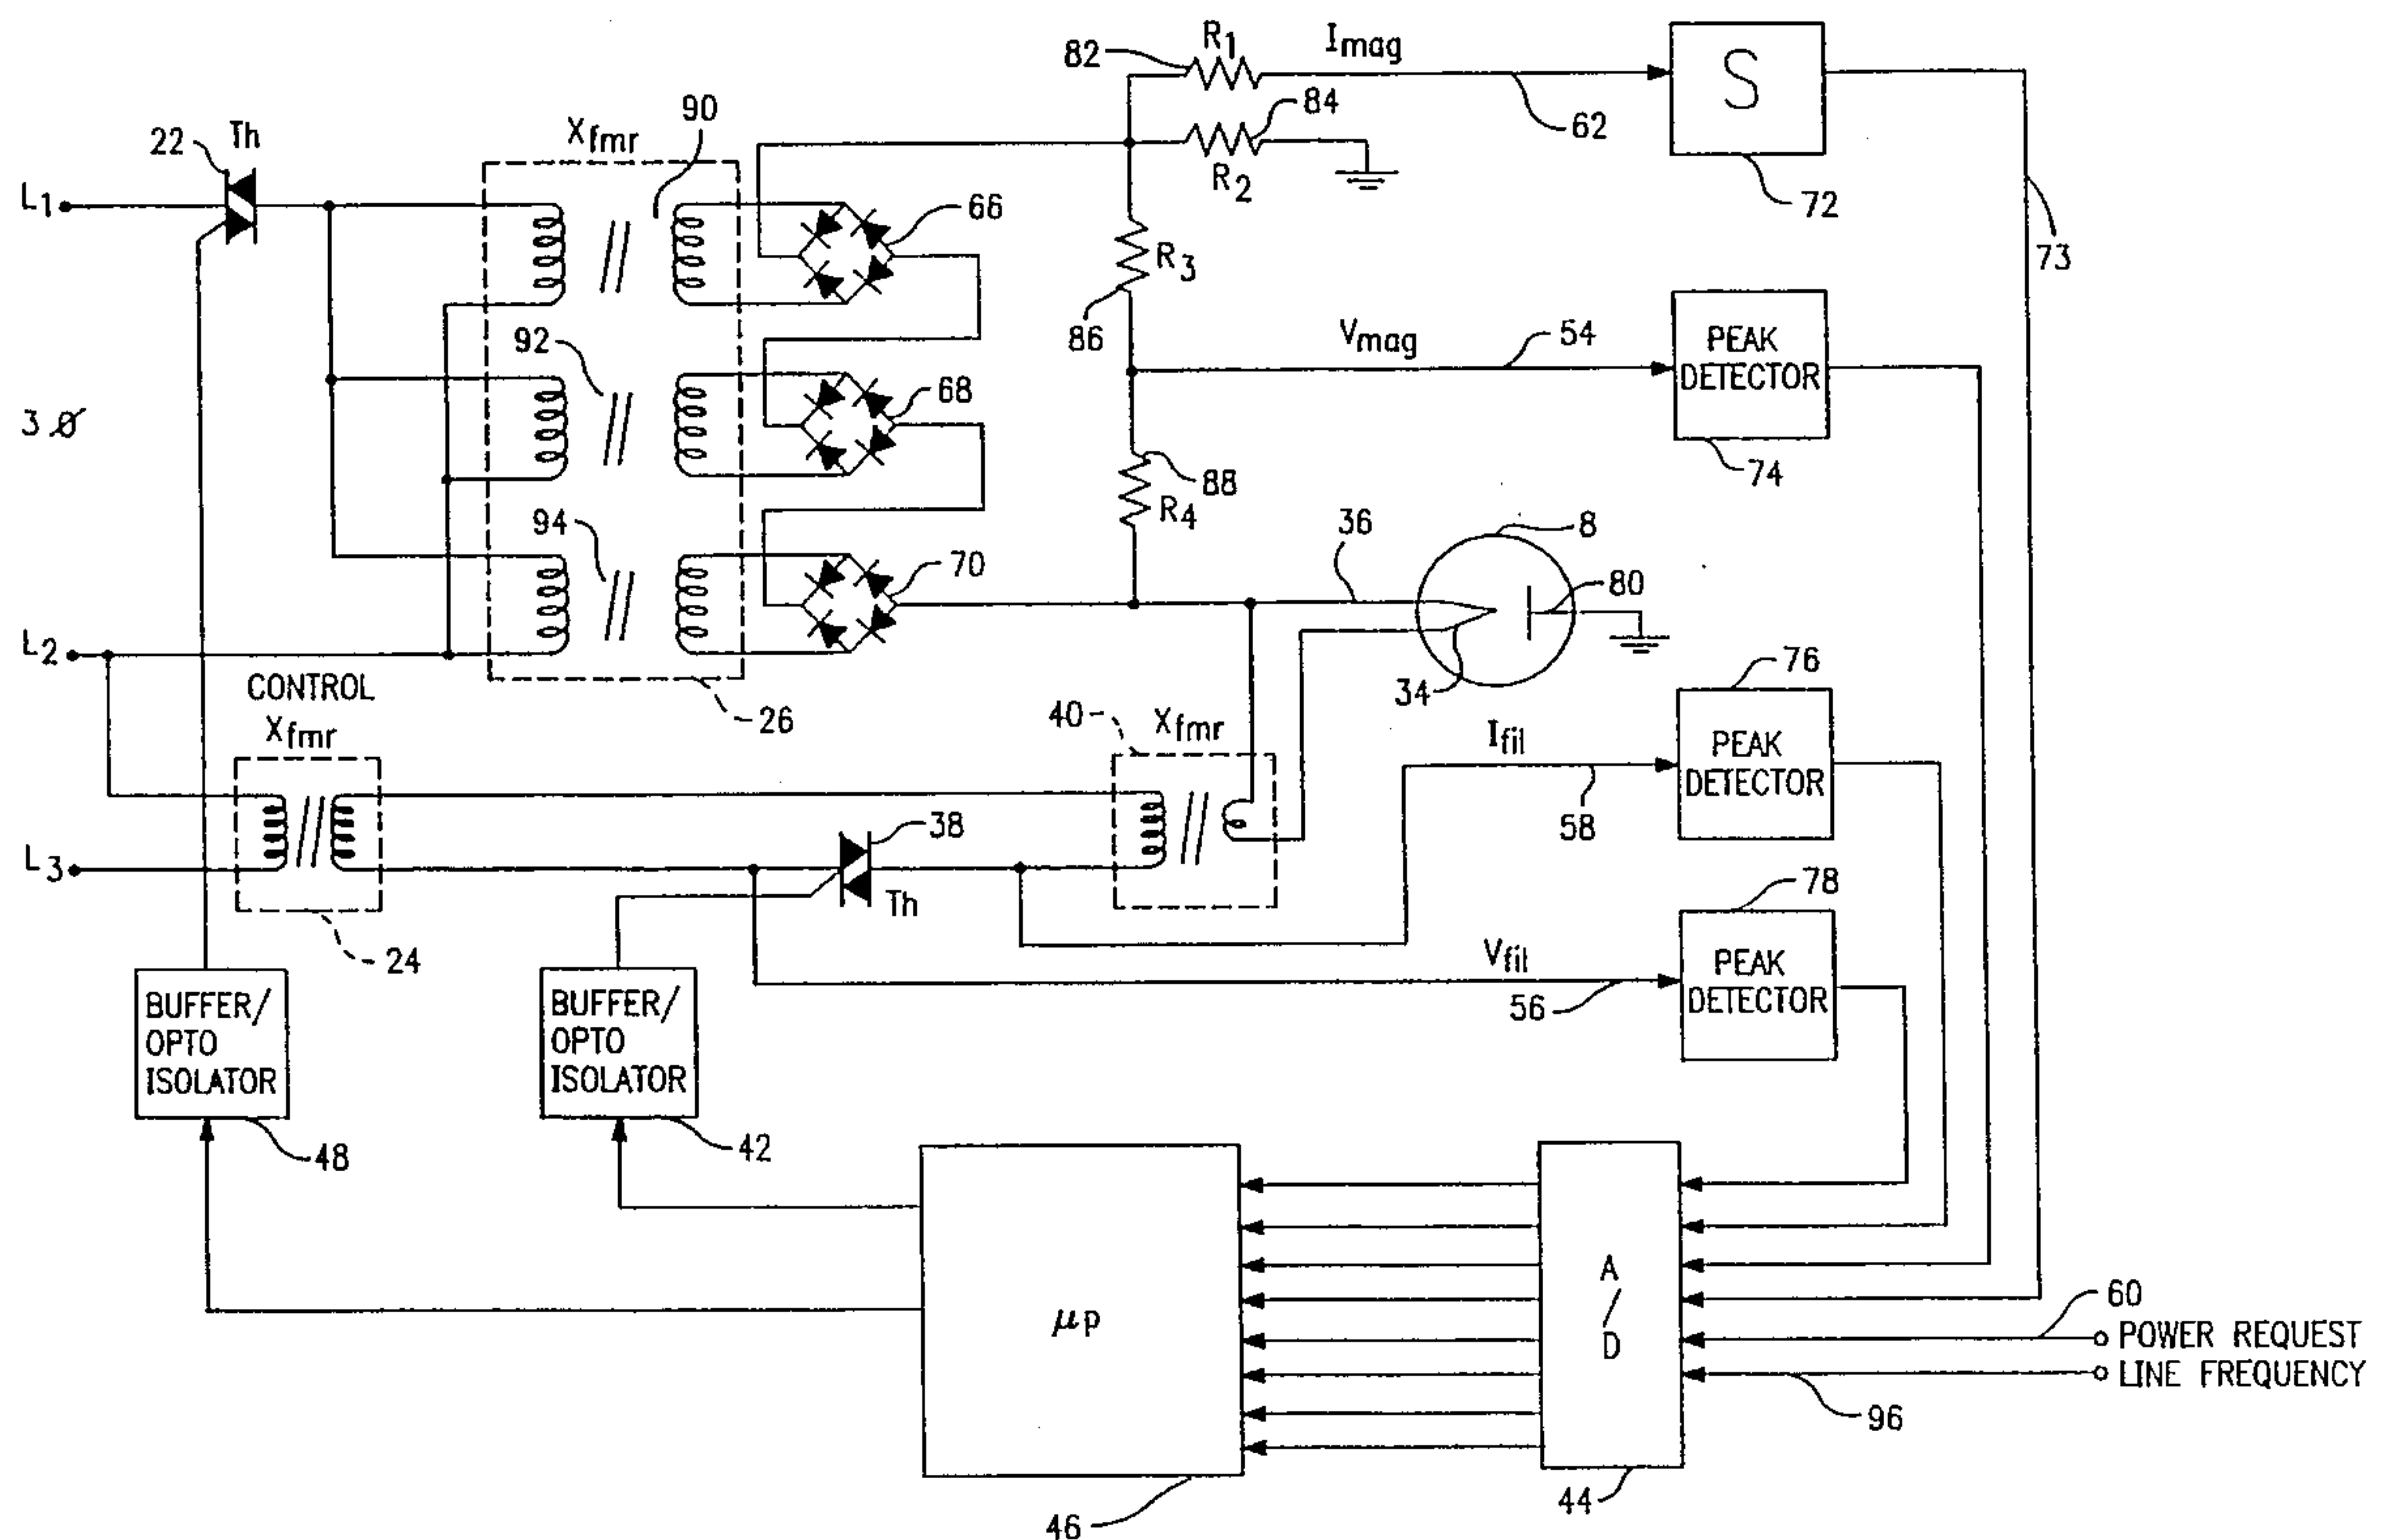 82
R1
Imag
S
22
Th
Xfmr
90
84
62
72
L1
66
R2
73
R3
86
92
Vmag
54
PEAK
DETECTOR
3Ø
68
88
74
R4
94
36
8
70
80
L2
CONTROL
Xfmr
26
34
76
40
Xfmr
Ifil
PEAK
DETECTOR
58
L3
38
Th
78
24
Vfil
PEAK
DETECTOR
56
BUFFER/
OPTO
ISOLATOR
BUFFER/
OPTO
ISOLATOR
48
42
μp
A
/
D
60
POWER REQUEST
LINE FREQUENCY
96
46
44